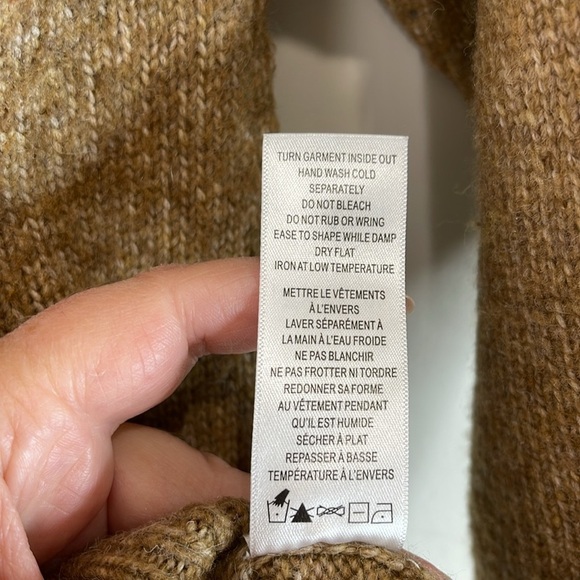 TURN GARMENT INSIDE OUT
HAND WASH COLD
SEPARATELY
DO NOT BLEACH
DO NOT RUB OR WRING
EASE TO SHAPE WHILE DAMP
DRY FLAT
IRON AT LOW TEMPERATURE
METTRE LE VÊTEMENTS
À L'ENVERS
LAVER SÉPARÉMENT À
LA MAIN À L'EAU FROIDE
NE PAS BLANCHIR
NE PAS FROTTER NI TORDRE
REDONNER SA FORME
AU VÊTEMENT PENDANT
QU'IL EST HUMIDE
SÉCHER À PLAT
REPASSER À BASSE
TEMPÉRATURE À L'ENVERS